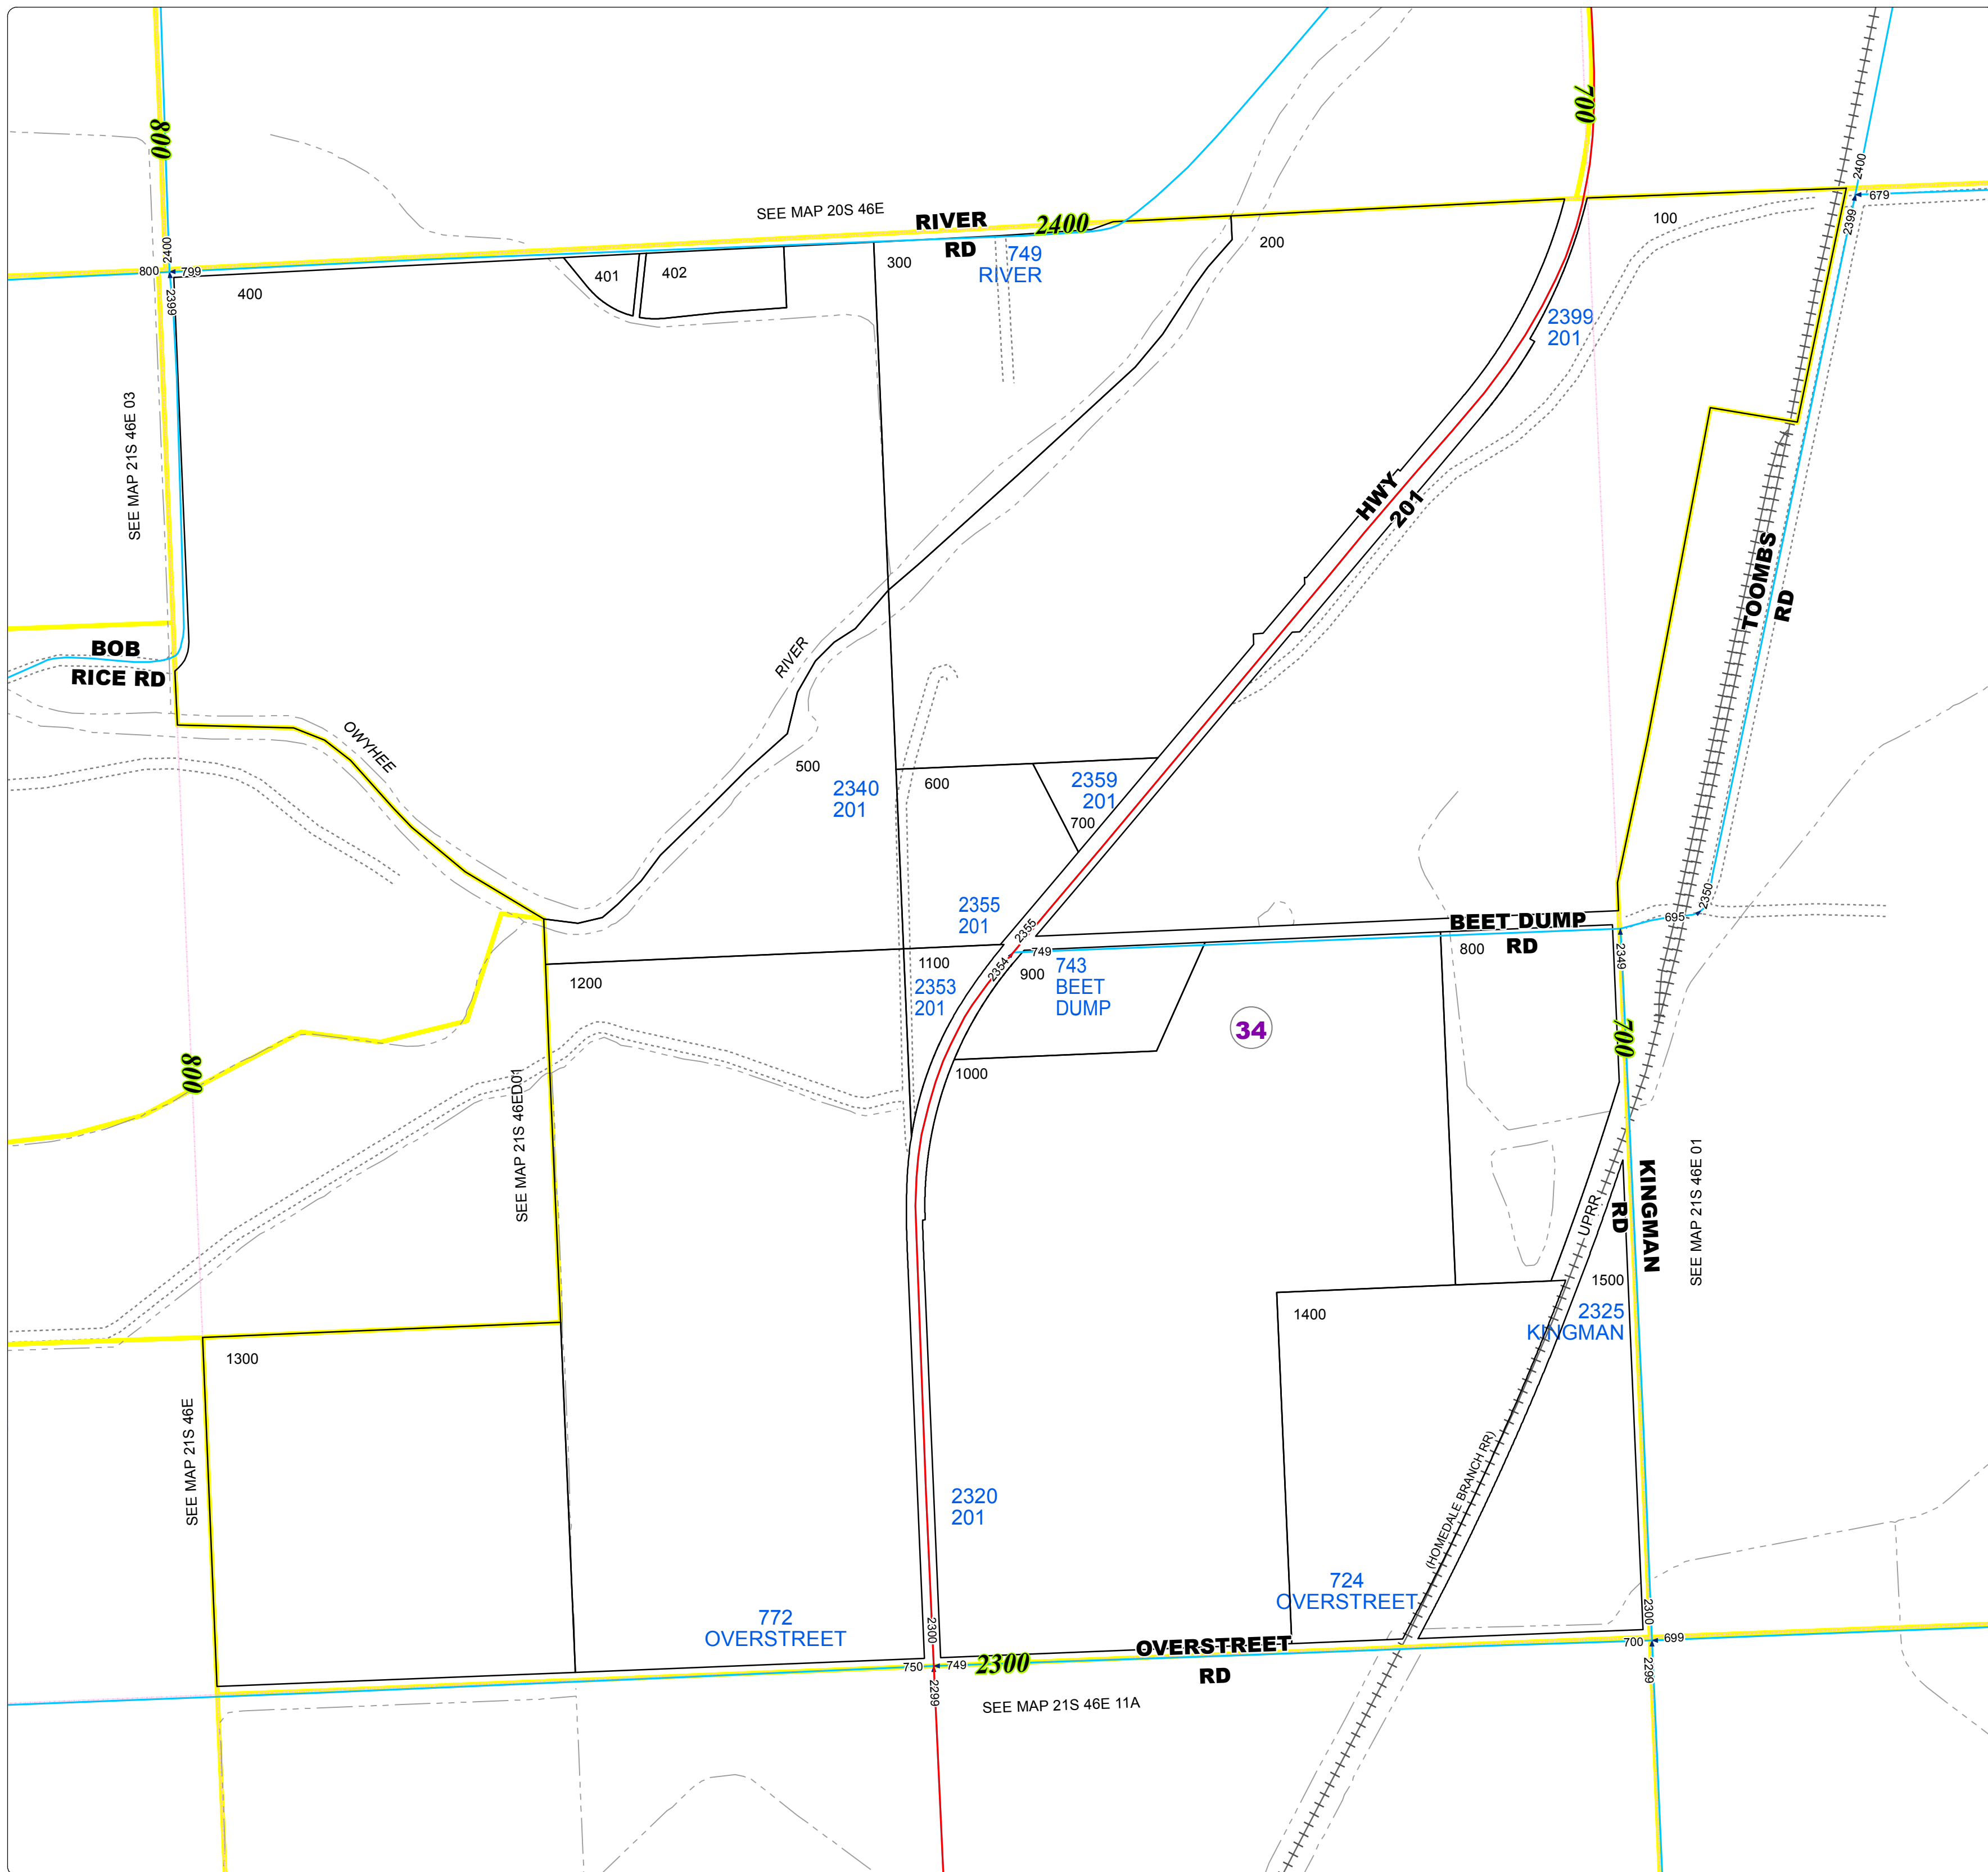 800
700
2400
2400
SEE MAP 20S 46E
RIVER
RD
2400
679
2399
100
200
749
RIVER
300
800
799
2399
400
401
402
2399
201
SEE MAP 21S 46E 03
HWY
201
TOOMBS
RD
BOB
RICE RD
RIVER
OWYHEE
500
2340
201
600
2359
201
700
2355
201
2355
749
2354
BEET DUMP
RD
695
2350
800
2349
1100
2353
201
900
743
BEET
DUMP
1200
34
700
800
1000
SEE MAP 21S 46ED01
KINGMAN
RD
SEE MAP 21S 46E 01
UPRR
1500
2325
KINGMAN
1400
1300
SEE MAP 21S 46E
(HOMEDALE BRANCH RR)
2320
201
724
OVERSTREET
772
OVERSTREET
2300
2300
OVERSTREET
RD
700
699
750
749
2300
2299
2299
SEE MAP 21S 46E 11A